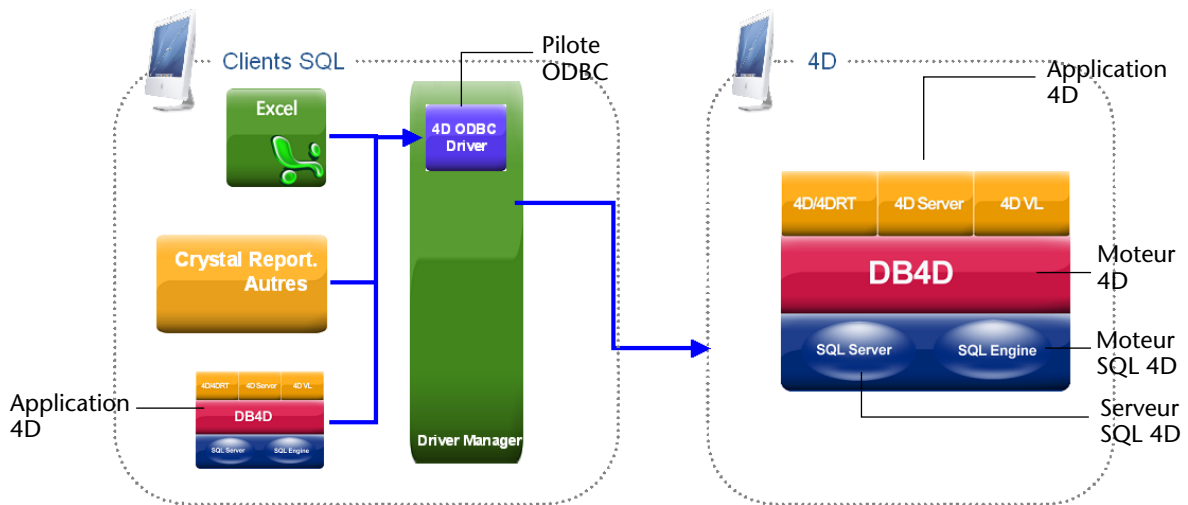 Clients SQL
Pilote
ODBC
Excel
4D ODBC
Driver
Crystal Report.
Autres
Application
4D
4D/4DRT
4D Server
4D VL
DB4D
SQL Server
SQL Engine
Driver Manager
4D
Application
4D
4D/4DRT
4D Server
4D VL
DB4D
Moteur
4D
SQL Server
SQL Engine
Moteur
SQL 4D
Serveur
SQL 4D